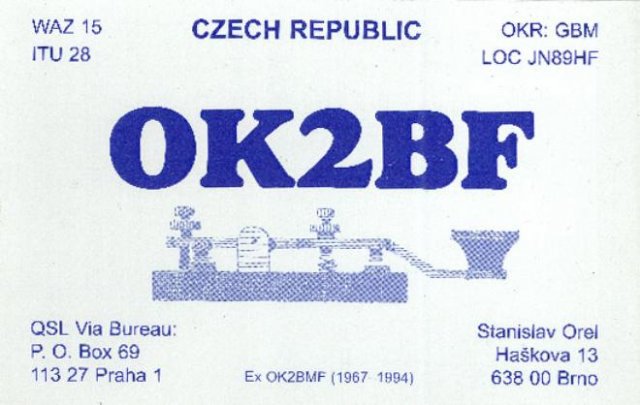 WAZ 15
ITU 28
CZECH REPUBLIC
OKR: GBM
LOC JN89HF
OK2BF
QSL Via Bureau:
P. O. Box 69
113 27 Praha 1
Ex OK2BMF (1967- 1994)
Stanislav Orel
Haškova 13
638 00 Brno